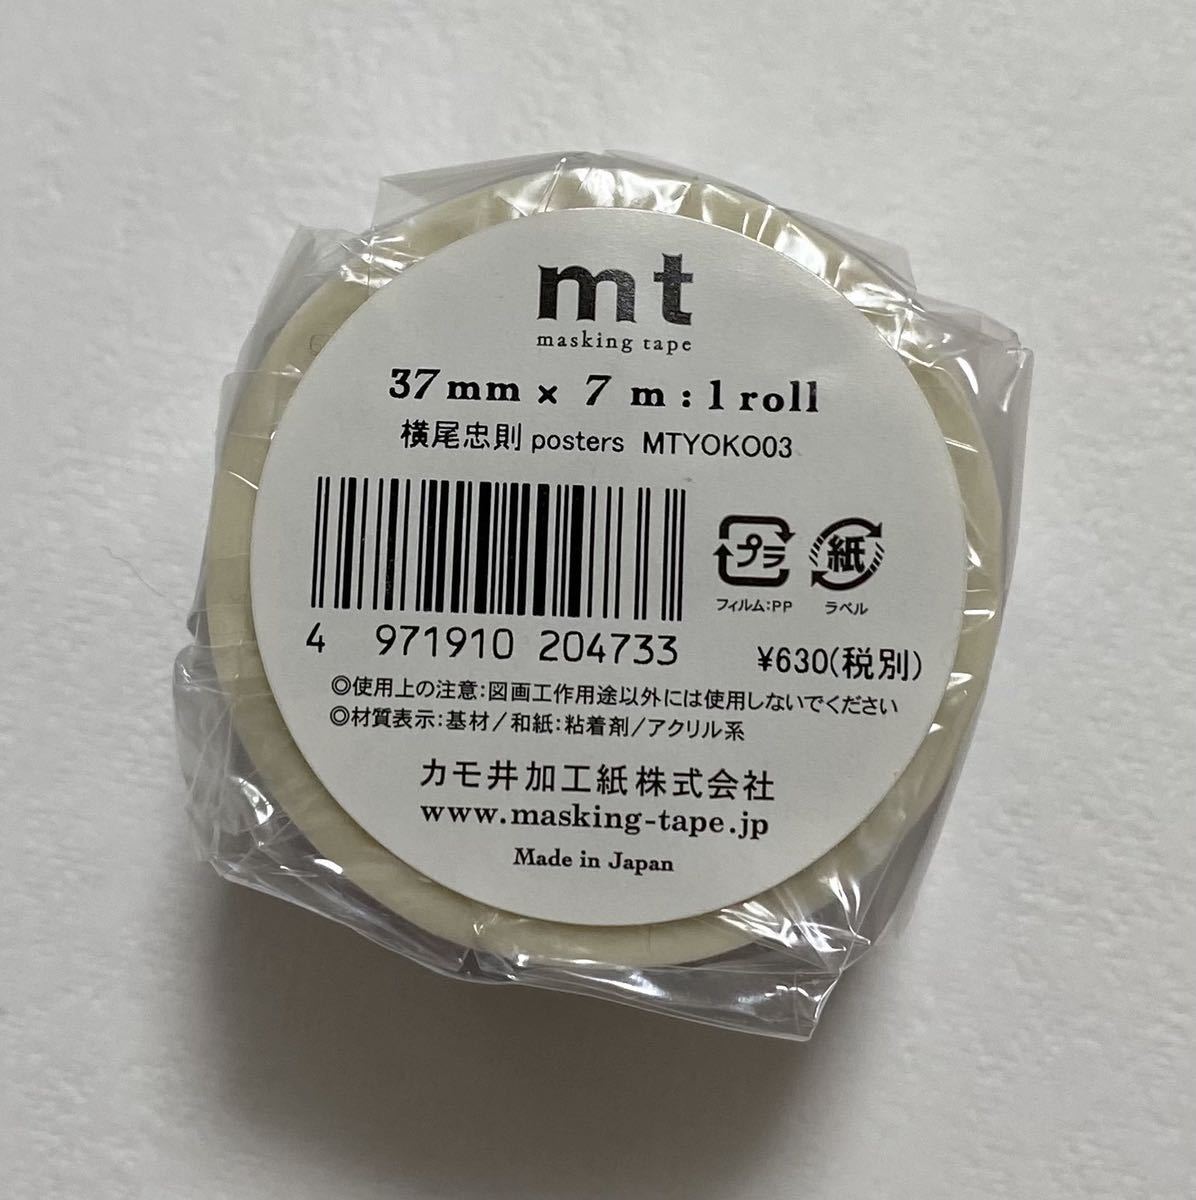 mt
masking tape
37mm × 7 m : 1 roll
横尾忠則 posters MTYOKO03
プラ 紙
フィルム:PP ラベル
4 971910 204733
¥630(税別)
◎使用上の注意:図画工作用途以外には使用しないでください
◎材質表示:基材/和紙:粘着剤/アクリル系
カモ井加工紙株式会社
www.masking-tape.jp
Made in Japan